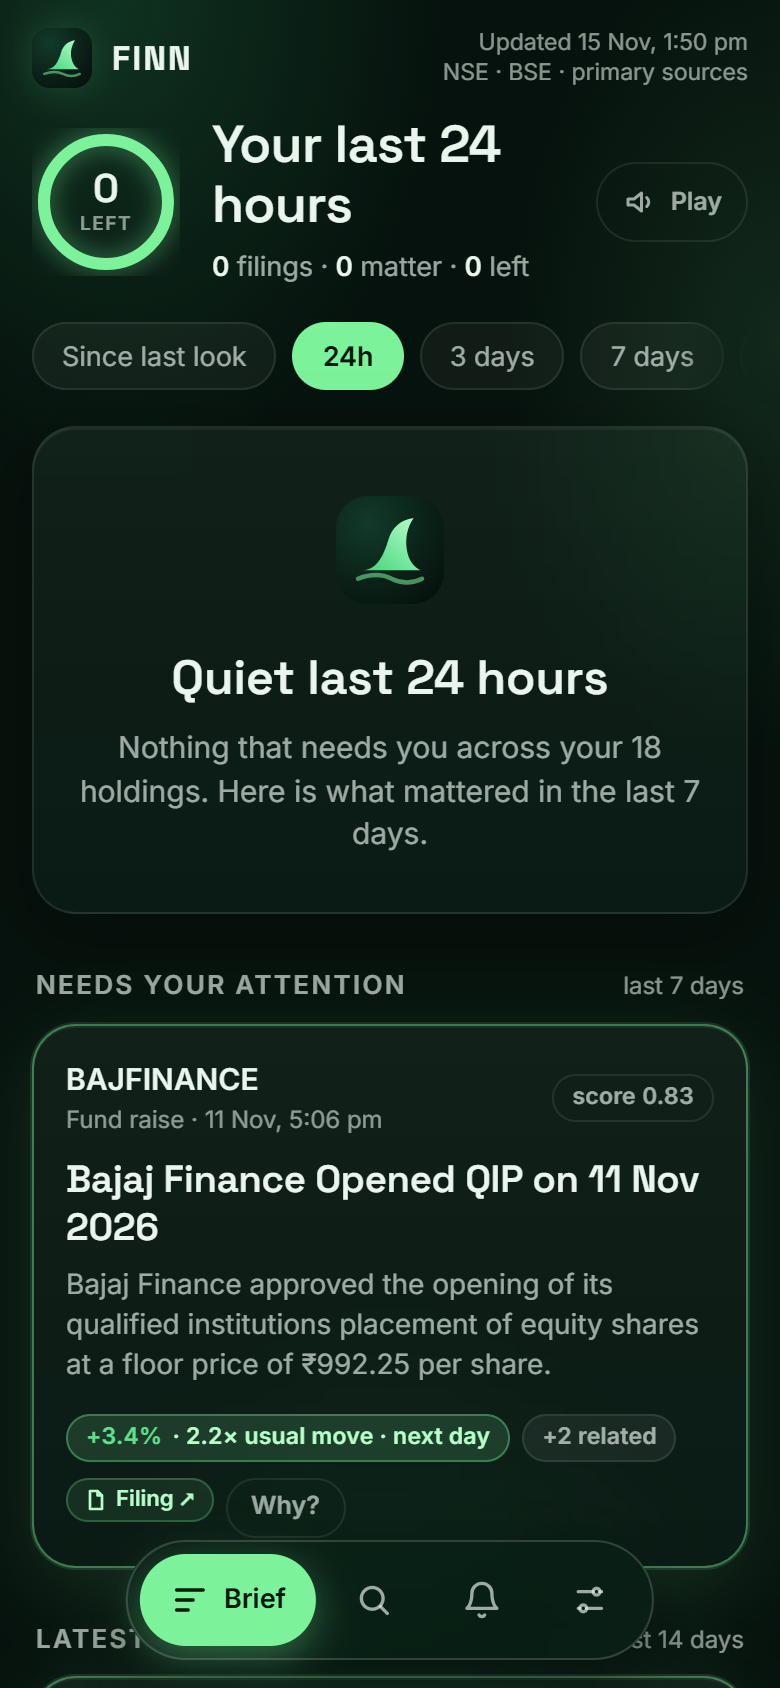 FINN
Updated 15 Nov, 1:50 pm
NSE · BSE · primary sources
0
LEFT
Your last 24
hours
0 filings · 0 matter · 0 left
Play
Since last look
24h
3 days
7 days
Quiet last 24 hours
Nothing that needs you across your 18
holdings. Here is what mattered in the last 7
days.
NEEDS YOUR ATTENTION
last 7 days
BAJFINANCE
Fund raise · 11 Nov, 5:06 pm
score 0.83
Bajaj Finance Opened QIP on 11 Nov
2026
Bajaj Finance approved the opening of its
qualified institutions placement of equity shares
at a floor price of ₹992.25 per share.
+3.4% · 2.2× usual move · next day
+2 related
Filing ↗
Why?
Brief
LATEST
st 14 days